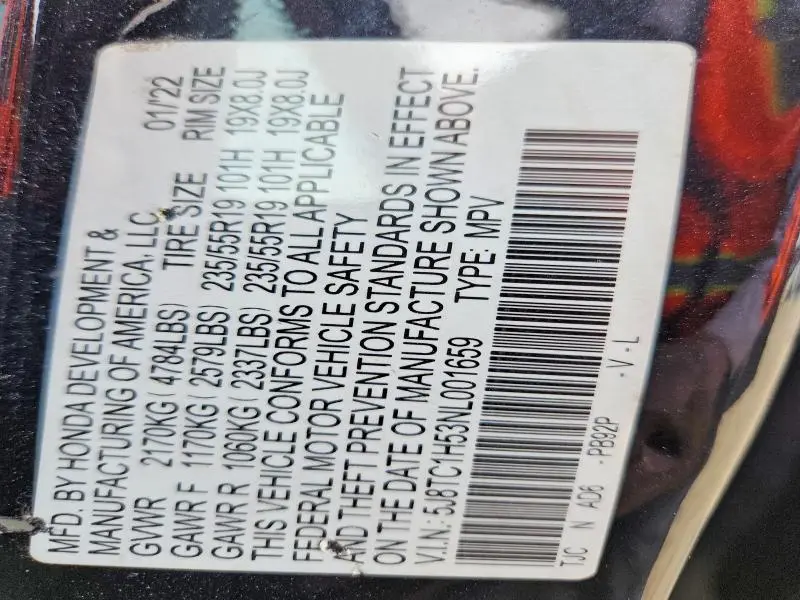 MFD. BY HONDA DEVELOPMENT &
MANUFACTURING OF AMERICA, LLC 01/'22
GVWR 2170KG(4784LBS) TIRE SIZE RIM SIZE
GAWR F 1170KG(2579LBS) 235/55R19 101H 19X8.0J
GAWR R 1060KG(2337LBS) 235/55R19 101H 19X8.0J
THIS VEHICLE CONFORMS TO ALL APPLICABLE
FEDERAL MOTOR VEHICLE SAFETY
AND THEFT PREVENTION STANDARDS IN EFFECT
ON THE DATE OF MANUFACTURE SHOWN ABOVE.
V.I.N.: 5J8TC1H53NL001659 TYPE: MPV
TJC N AD6 -PB92P -V-L